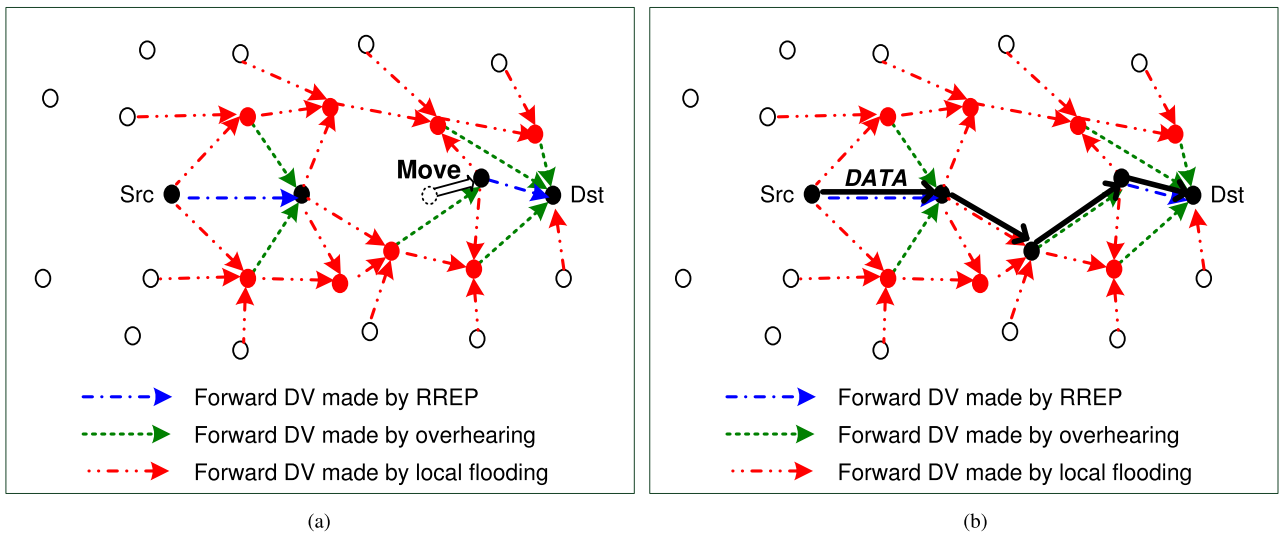 Move
Src
Dst
Forward DV made by RREP
Forward DV made by overhearing
Forward DV made by local flooding
(a)
Src
DATA
Dst
Forward DV made by RREP
Forward DV made by overhearing
Forward DV made by local flooding
(b)